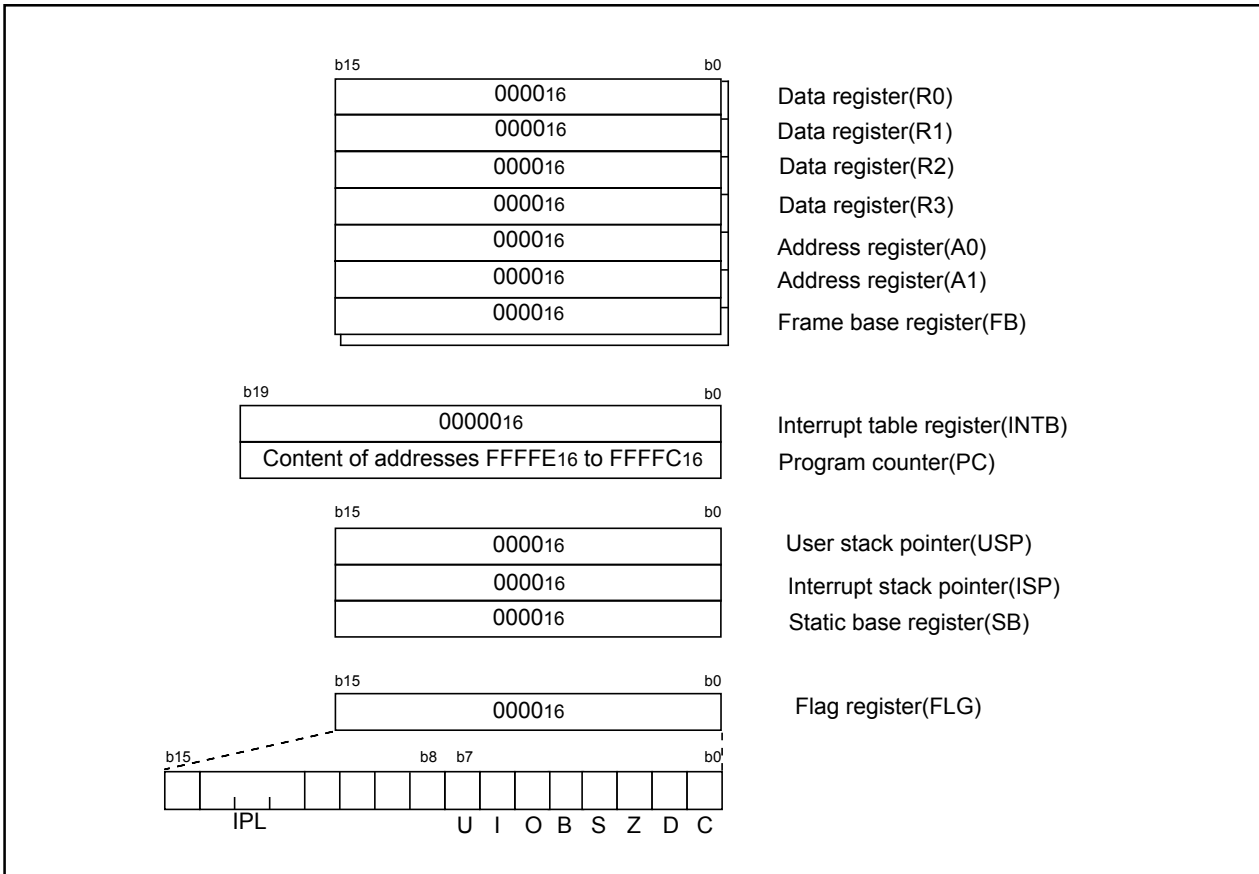 b15 b0
000016 Data register(R0)
000016 Data register(R1)
000016 Data register(R2)
000016 Data register(R3)
000016 Address register(A0)
000016 Address register(A1)
000016 Frame base register(FB)
b19 b0
0000016 Interrupt table register(INTB)
Content of addresses FFFFE16 to FFFFC16 Program counter(PC)
b15 b0
000016 User stack pointer(USP)
000016 Interrupt stack pointer(ISP)
000016 Static base register(SB)
b15 b0
000016 Flag register(FLG)
b15 b8 b7 b0
IPL U I O B S Z D C